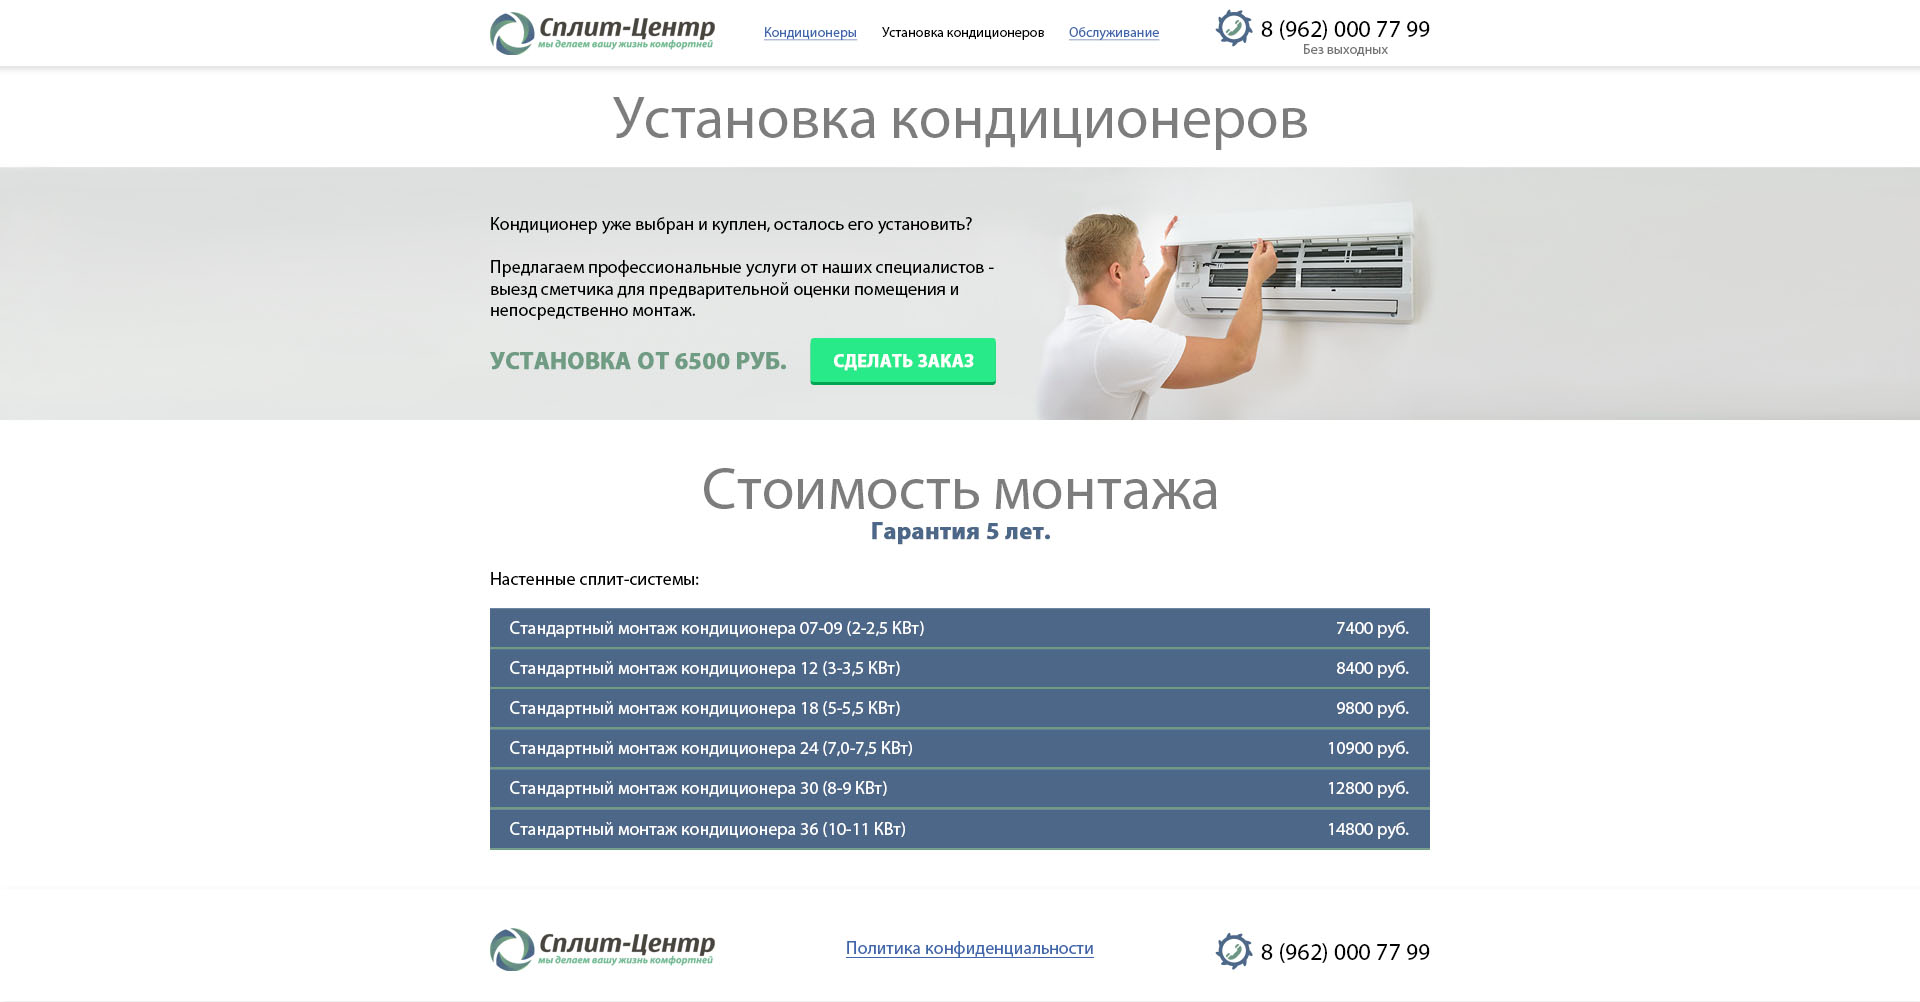 Сплит-Центр
мы делаем вашу жизнь комфортней
Кондиционеры
Установка кондиционеров
Обслуживание
8 (962) 000 77 99
Без выходных
Установка кондиционеров
Кондиционер уже выбран и куплен, осталось его установить?
Предлагаем профессиональные услуги от наших специалистов -
выезд сметчика для предварительной оценки помещения и
непосредственно монтаж.
УСТАНОВКА ОТ 6500 РУБ.
СДЕЛАТЬ ЗАКАЗ
Стоимость монтажа
Гарантия 5 лет.
Настенные сплит-системы:
Стандартный монтаж кондиционера 07-09 (2-2,5 КВт) 7400 руб.
Стандартный монтаж кондиционера 12 (3-3,5 КВт) 8400 руб.
Стандартный монтаж кондиционера 18 (5-5,5 КВт) 9800 руб.
Стандартный монтаж кондиционера 24 (7,0-7,5 КВт) 10900 руб.
Стандартный монтаж кондиционера 30 (8-9 КВт) 12800 руб.
Стандартный монтаж кондиционера 36 (10-11 КВт) 14800 руб.
Сплит-Центр
мы делаем вашу жизнь комфортней
Политика конфиденциальности
8 (962) 000 77 99